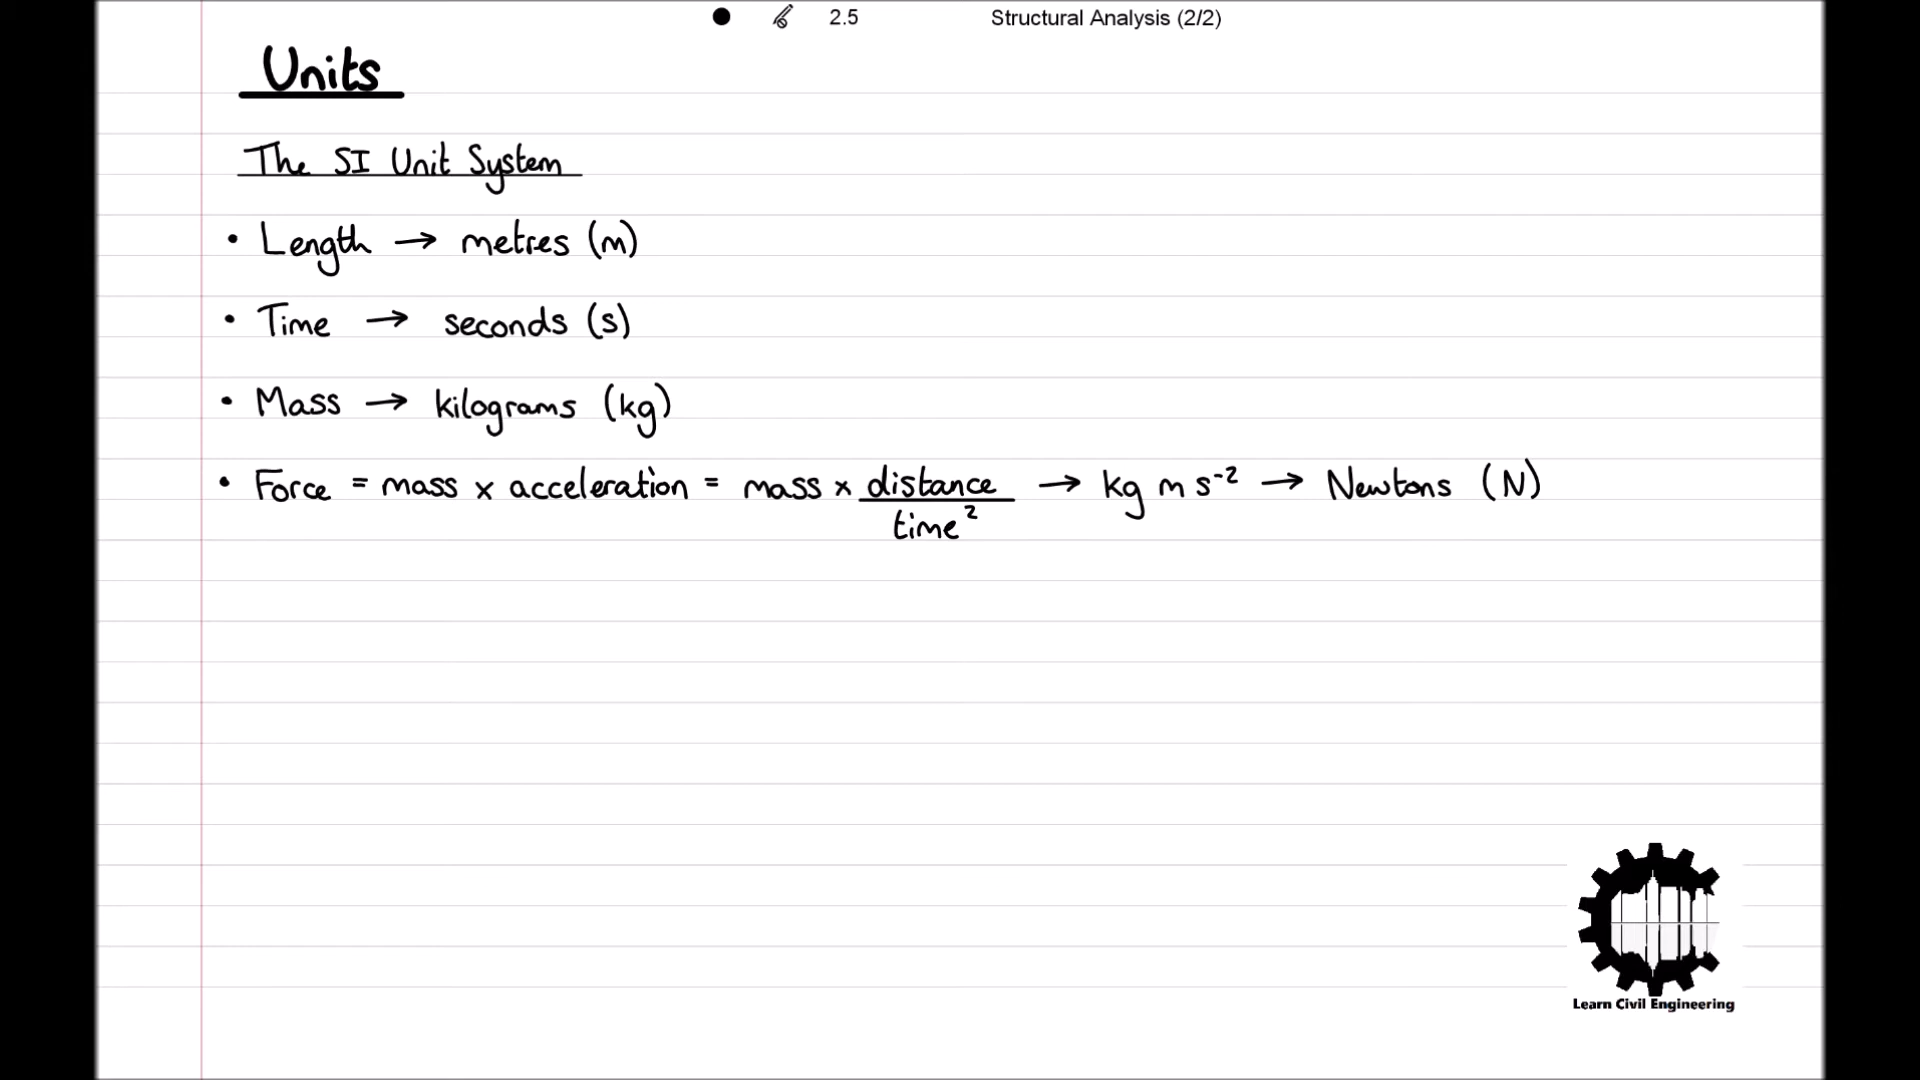 2.5 Structural Analysis (2/2)
Units
The SI Unit System
• Length → metres (m)
• Time → seconds (s)
• Mass → kilograms (kg)
• Force = mass x acceleration = mass x distance / time² → kg m s⁻² → Newtons (N)
Learn Civil Engineering